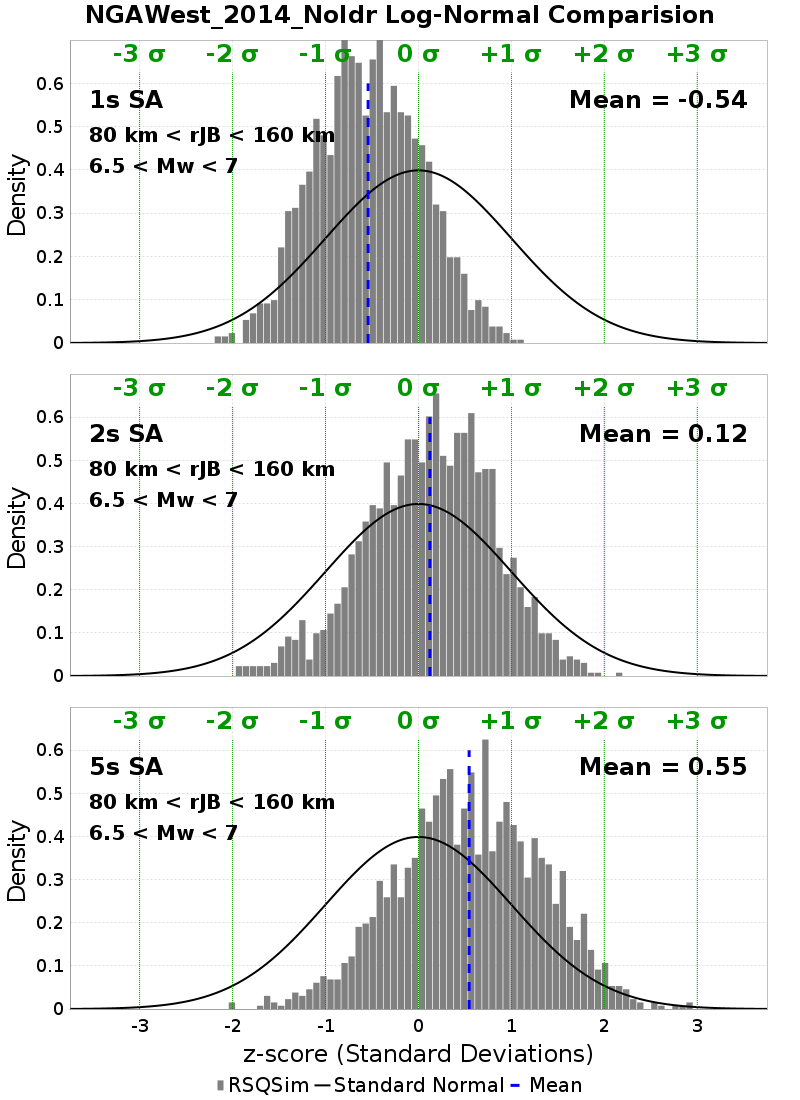 NGAWest_2014_NoIdr Log-Normal Comparision
-3 σ -2 σ -1 σ 0 σ +1 σ +2 σ +3 σ
0.6
1s SA Mean = -0.54
0.5
80 km < rJB < 160 km
6.5 < Mw < 7
0.4
0.3
0.2
0.1
0
Density
-3 σ -2 σ -1 σ 0 σ +1 σ +2 σ +3 σ
0.6
2s SA Mean = 0.12
80 km < rJB < 160 km
0.5
6.5 < Mw < 7
0.4
0.3
0.2
0.1
0
Density
-3 σ -2 σ -1 σ 0 σ +1 σ +2 σ +3 σ
0.6
5s SA Mean = 0.55
0.5
80 km < rJB < 160 km
6.5 < Mw < 7
0.4
0.3
0.2
0.1
0
Density
-3 -2 -1 0 1 2 3
z-score (Standard Deviations)
RSQSim Standard Normal Mean